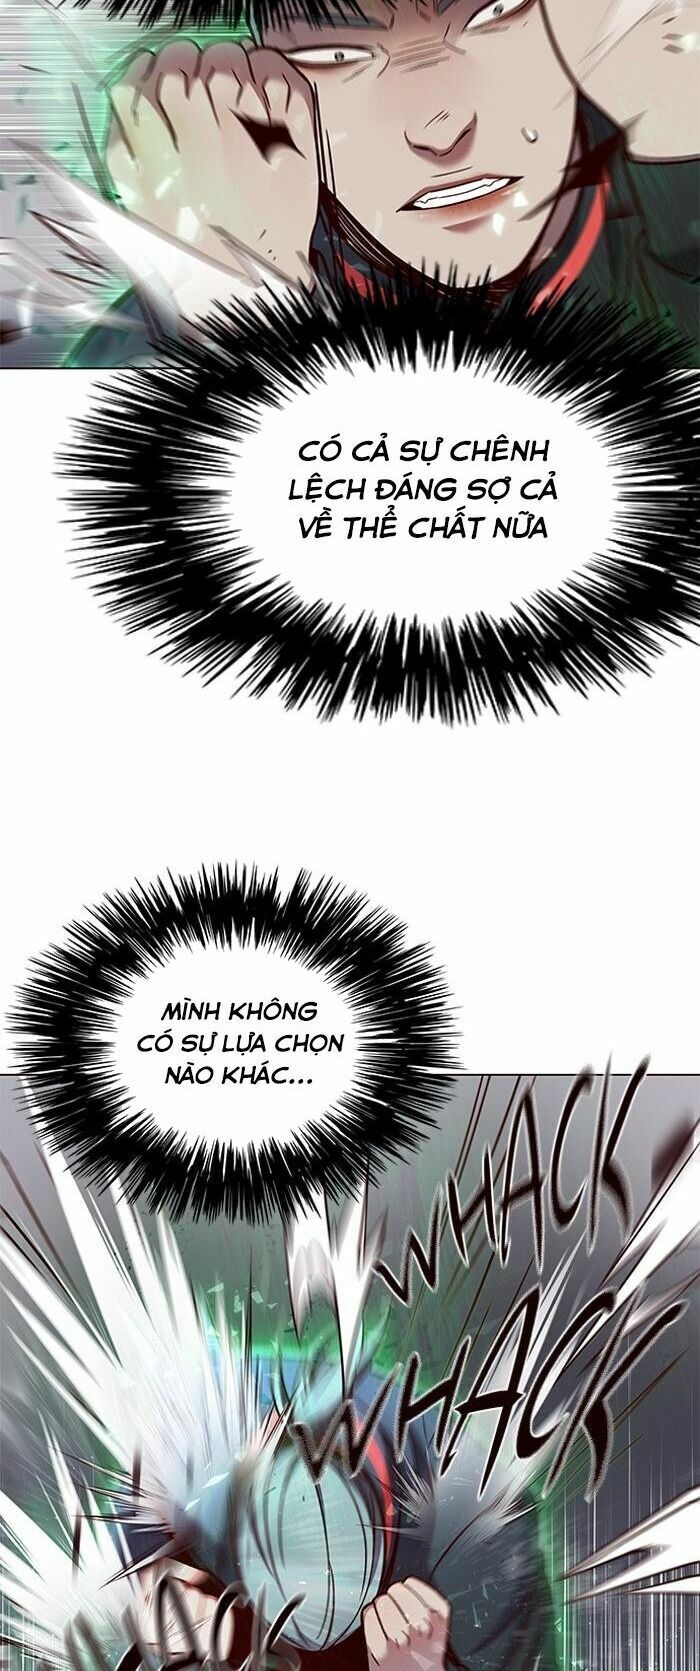 CÓ CẢ SỰ CHÊNH
LỆCH ĐÁNG SỢ CẢ
VỀ THỂ CHẤT NỮA
MÌNH KHÔNG
CÓ SỰ LỰA CHỌN
NÀO KHÁC...
WHACK
WHACK
WHACK